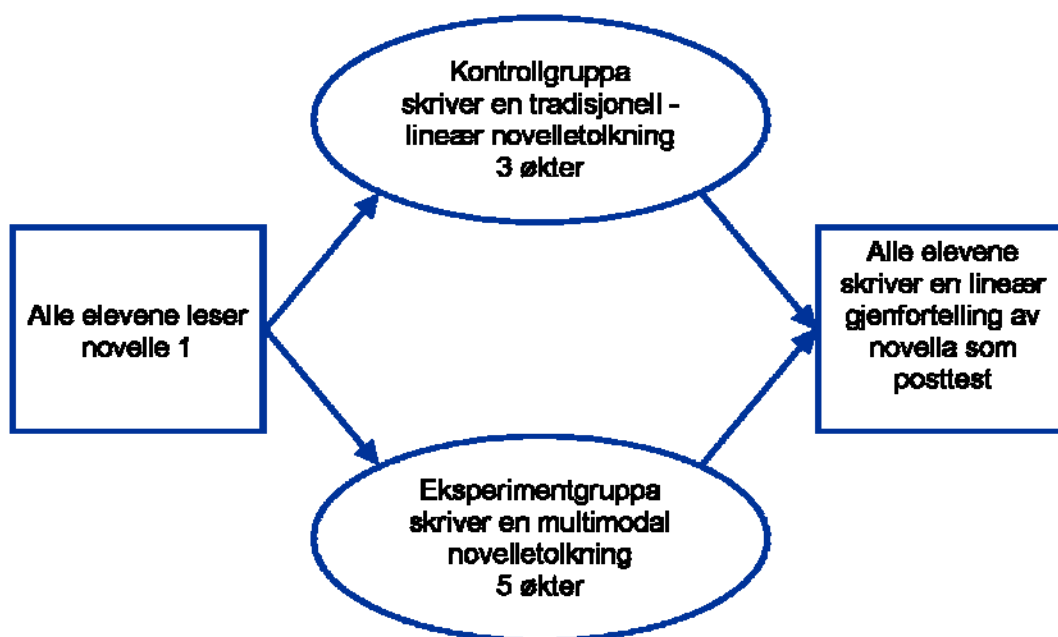 Kontrollgruppa
skriver en tradisjonell -
lineær novelletolkning
3 økter
Alle elevene leser
novelle 1
Alle elevene
skriver en lineær
gjenfortelling av
novella som
posttest
Eksperimentgruppa
skriver en multimodal
novelletolkning
5 økter